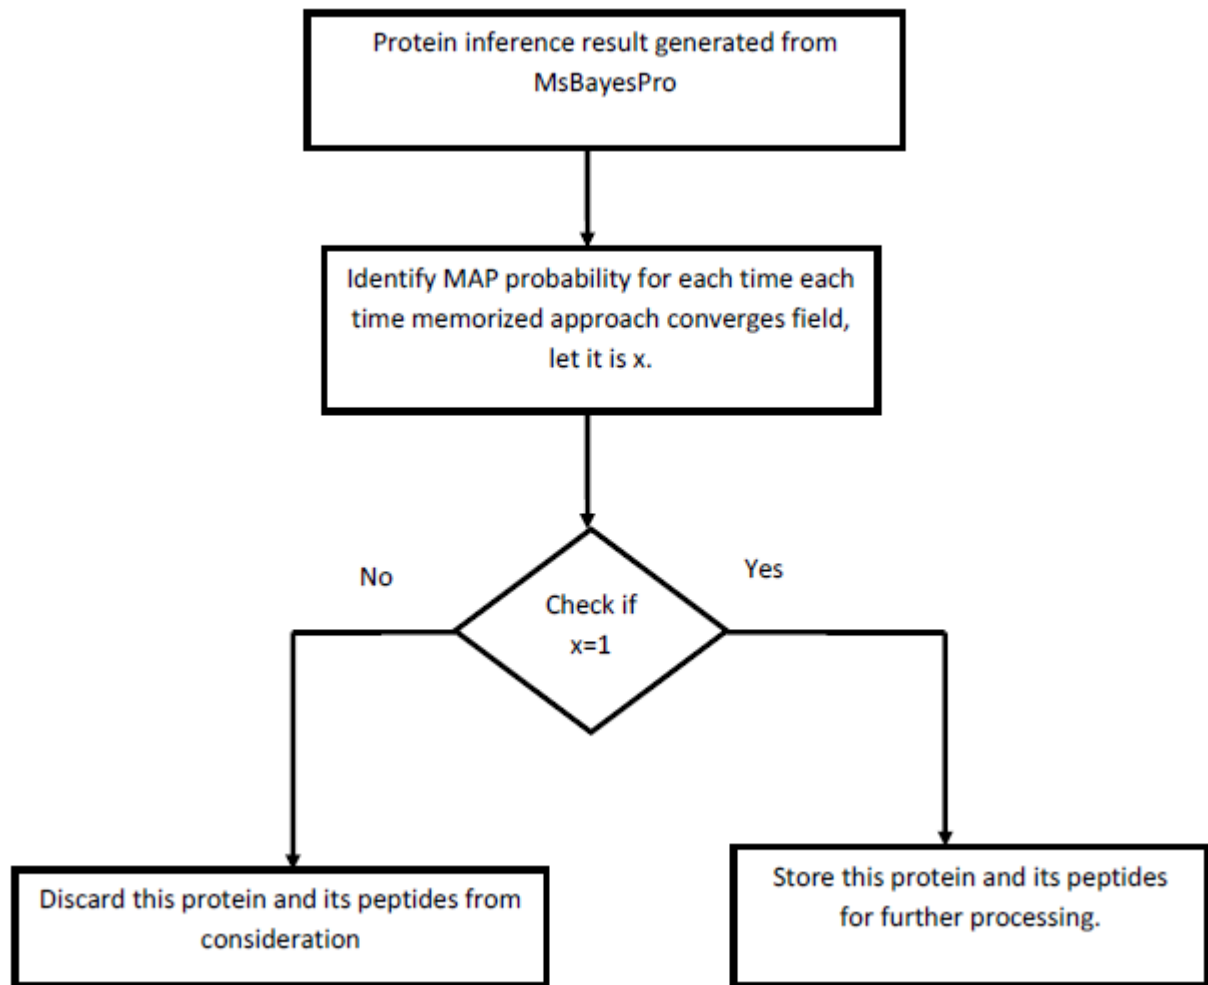 Protein inference result generated from
MsBayesPro
Identify MAP probability for each time each
time memorized approach converges field,
let it is x.
No
Yes
Check if
x=1
Discard this protein and its peptides from
consideration
Store this protein and its peptides
for further processing.